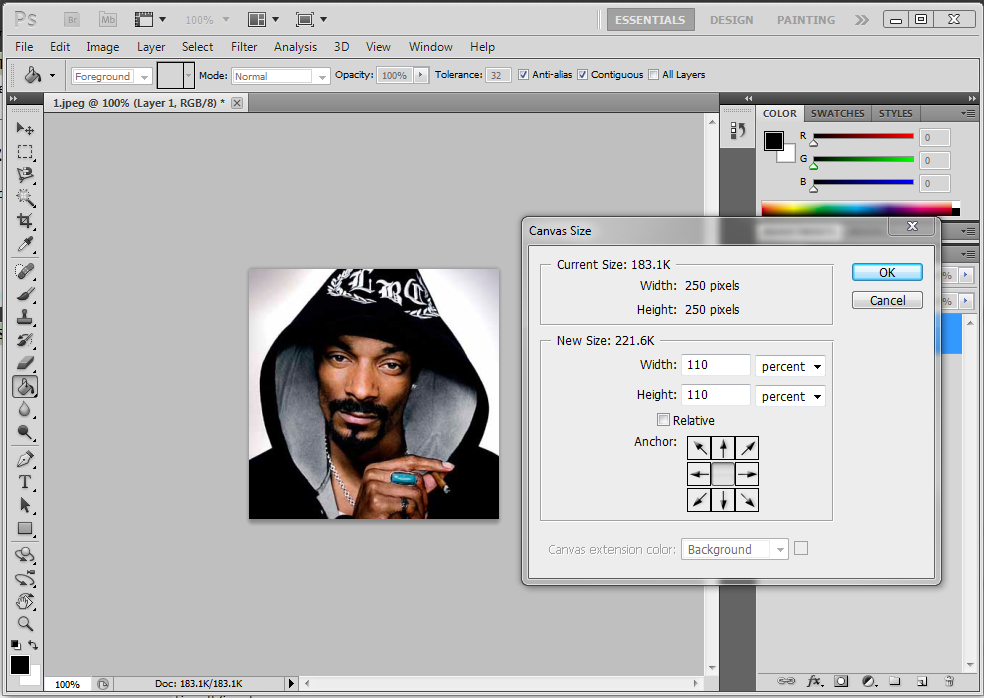 Ps Br Mb 100% ESSENTIALS DESIGN PAINTING
File Edit Image Layer Select Filter Analysis 3D View Window Help
Foreground Mode: Normal Opacity: 100% Tolerance: 32 Anti-alias Contiguous All Layers
1.jpeg @ 100% (Layer 1, RGB/8) *
COLOR SWATCHES STYLES
R 0
G 0
B 0
LBC
Canvas Size
Current Size: 183.1K
Width: 250 pixels
Height: 250 pixels
OK
Cancel
New Size: 221.6K
Width: 110 percent
Height: 110 percent
Relative
Anchor:
Canvas extension color: Background
%
%
T
100% Doc: 183.1K/183.1K
fx